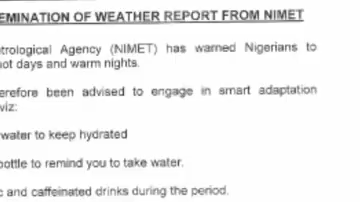 EMINATION OF WEATHER REPORT FROM NIMET
trological Agency (NIMET) has warned Nigerians to
hot days and warm nights.
erefore been advised to engage in smart adaptation
viz:
water to keep hydrated
bottle to remind you to take water.
c and caffeinated drinks during the period.